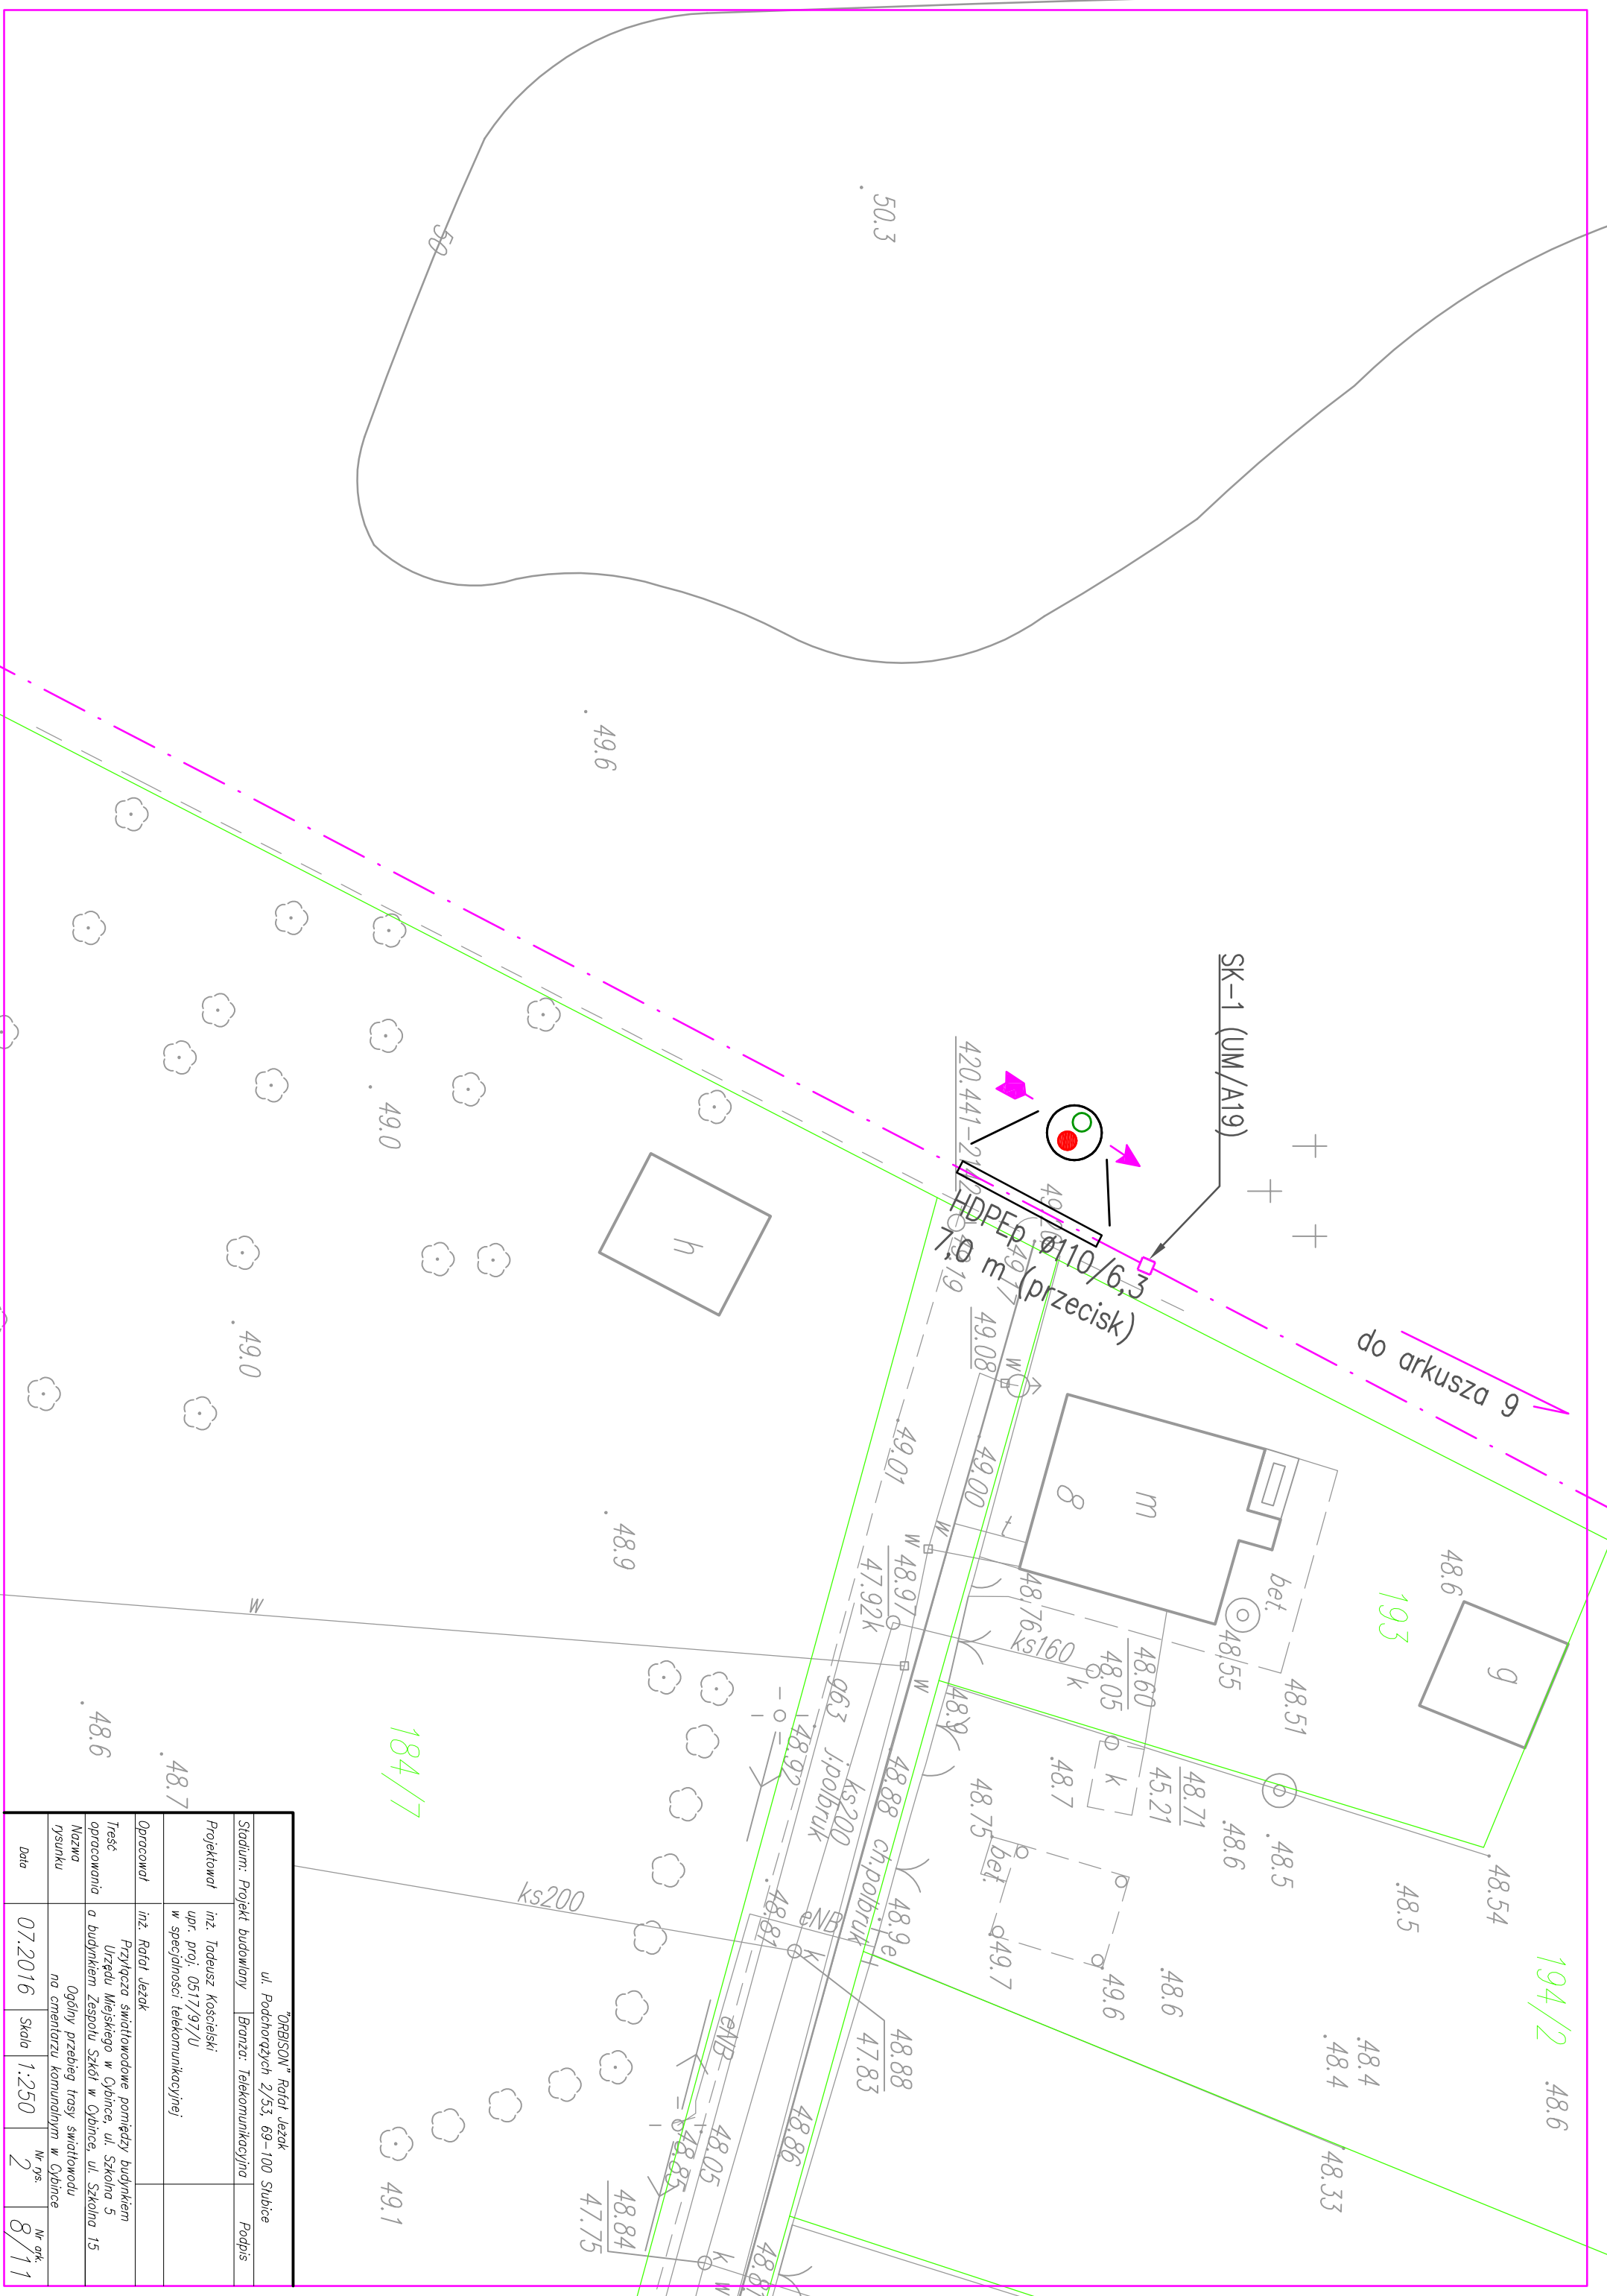 50.3
50
49.6
SK-1 (UM/A19)
420.441-21
HDPEp ø110/6,3
7,0 m (przecisk)
do arkusza 9
49.19
49.17
49.08
w
49.0
h
49.0
49.01
49.00
m
8
t
w
w
bet.
48.6
193
g
48.9
48.97
47.92k
48.76
ks160
k
48.60
48.05
48.55
48.51
w
w
g63
j.polbruk
48.9
48.92
ks200
48.88
ch.polbruk
48.75
bet.
48.7
k
48.71
45.21
48.6
48.5
48.54
48.5
184/7
48.6
48.7
48.81
eNB
48.9
49.7
49.6
48.6
194/2
ks200
k
48.88
47.83
48.4
48.4
48.6
48.33
eNB
48.86
48.05
48.85
49.1
48.84
47.75
k
w
48.8
"ORBISON" Rafał Jeżak
ul. Podchorążych 2/53, 69-100 Słubice
Stadium: Projekt budowlany
Branża: Telekomunikacyjna
Podpis
Projektował
inż. Tadeusz Kościelski
upr. proj. 0517/97/U
w specjalności telekomunikacyjnej
Opracował
inż. Rafał Jeżak
Treść
opracowania
Przyłącza światłowodowe pomiędzy budynkiem
Urzędu Miejskiego w Cybince, ul. Szkolna 5
a budynkiem Zespołu Szkół w Cybince, ul. Szkolna 15
Nazwa
rysunku
Ogólny przebieg trasy światłowodu
na cmentarzu komunalnym w Cybince
Data
07.2016
Skala
1:250
Nr rys.
2
Nr ark.
8/11